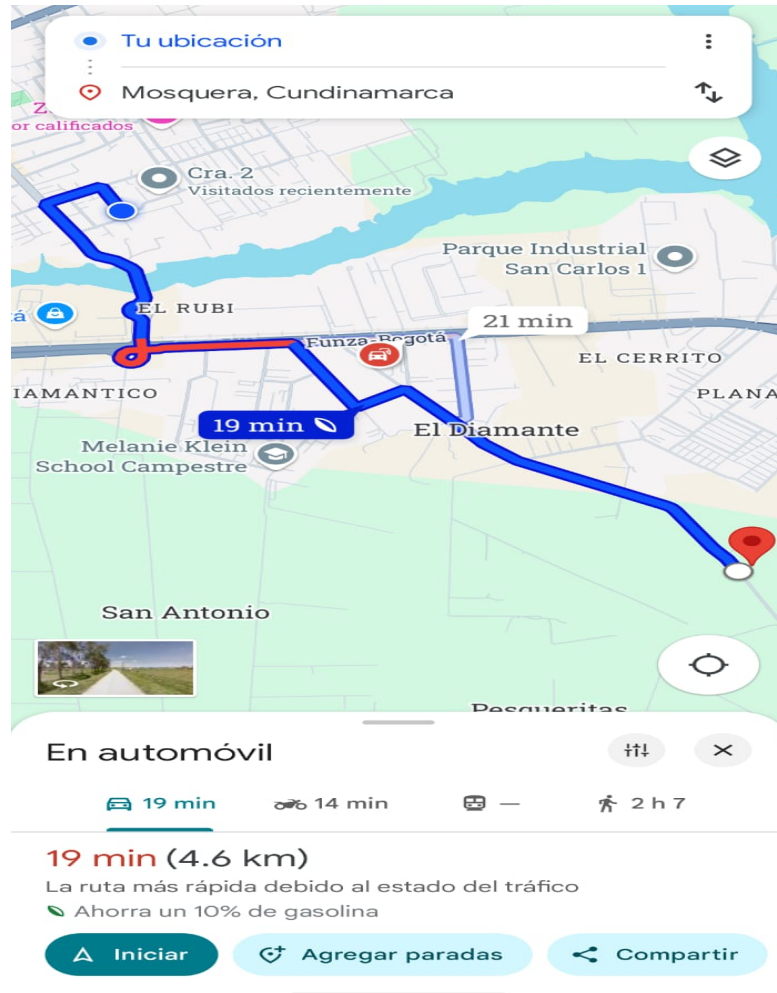 Tu ubicación
Mosquera, Cundinamarca
Z
or calificados
Cra. 2
Visitados recientemente
Parque Industrial
San Carlos 1
á
EL RUBI
21 min
Funza-Bogotá
EL CERRITO
IAMANTICO
PLANA
19 min
El Diamante
Melanie Klein
School Campestre
San Antonio
Pesqueritas
En automóvil
19 min
14 min
—
2 h 7
19 min (4.6 km)
La ruta más rápida debido al estado del tráfico
Ahorra un 10% de gasolina
Iniciar
Agregar paradas
Compartir